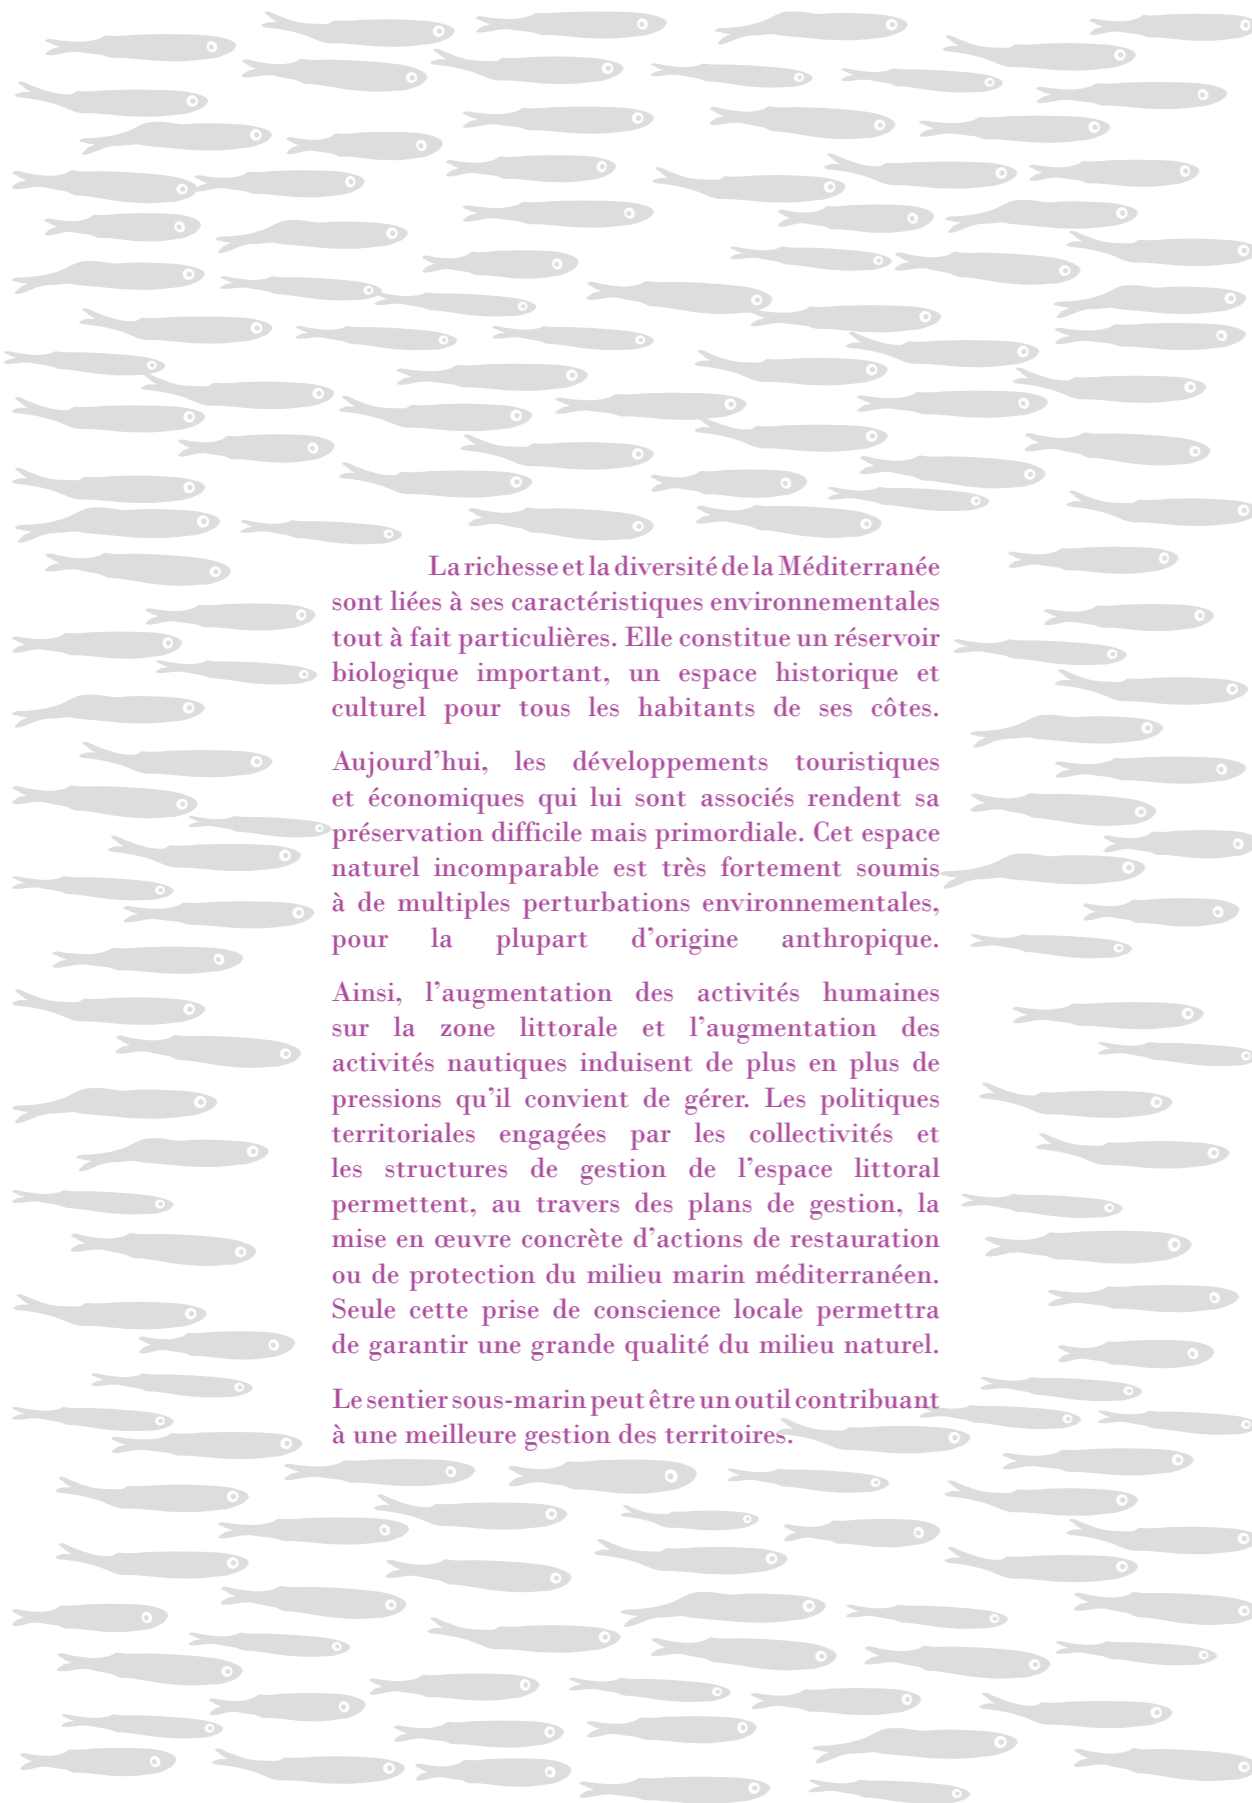 La richesse et la diversité de la Méditerranée
sont liées à ses caractéristiques environnementales
tout à fait particulières. Elle constitue un réservoir
biologique important, un espace historique et
culturel pour tous les habitants de ses côtes.
Aujourd’hui, les développements touristiques
et économiques qui lui sont associés rendent sa
préservation difficile mais primordiale. Cet espace
naturel incomparable est très fortement soumis
à de multiples perturbations environnementales,
pour la plupart d’origine anthropique.
Ainsi, l’augmentation des activités humaines
sur la zone littorale et l’augmentation des
activités nautiques induisent de plus en plus de
pressions qu’il convient de gérer. Les politiques
territoriales engagées par les collectivités et
les structures de gestion de l’espace littoral
permettent, au travers des plans de gestion, la
mise en œuvre concrète d’actions de restauration
ou de protection du milieu marin méditerranéen.
Seule cette prise de conscience locale permettra
de garantir une grande qualité du milieu naturel.
Le sentier sous-marin peut être un outil contribuant
à une meilleure gestion des territoires.